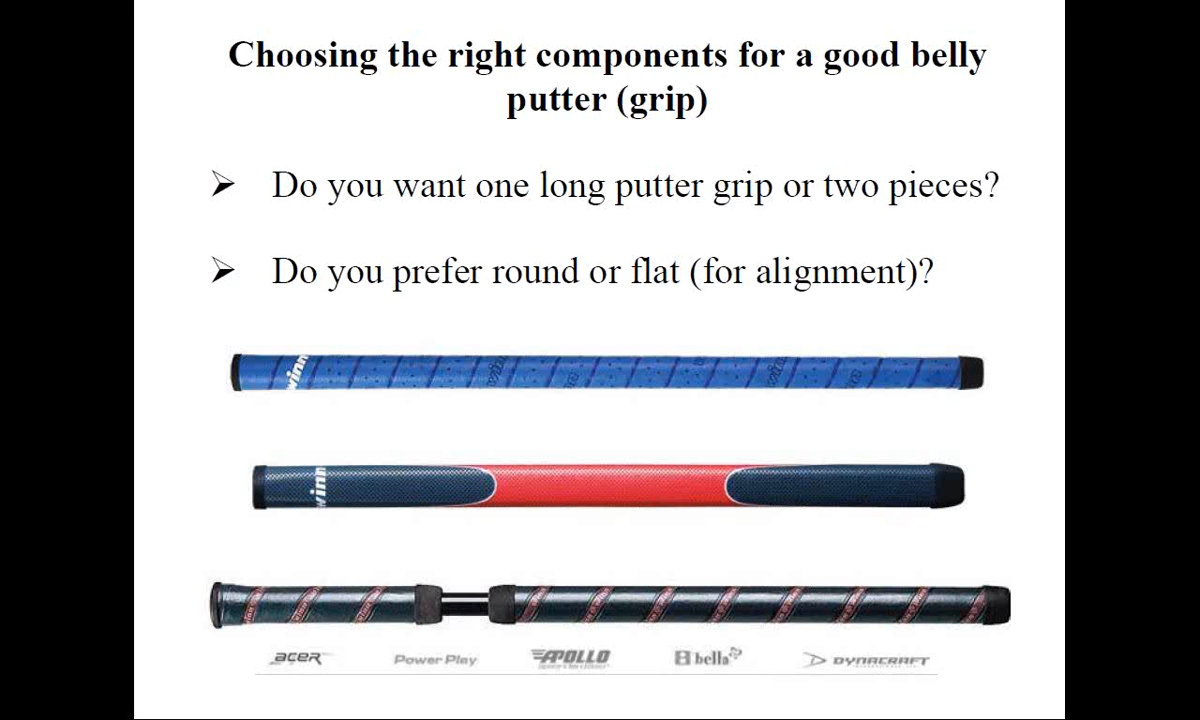 Choosing the right components for a good belly
putter (grip)
➢ Do you want one long putter grip or two pieces?
➢ Do you prefer round or flat (for alignment)?
winn
winn
ACER Power Play APOLLO bella DYNACRAFT